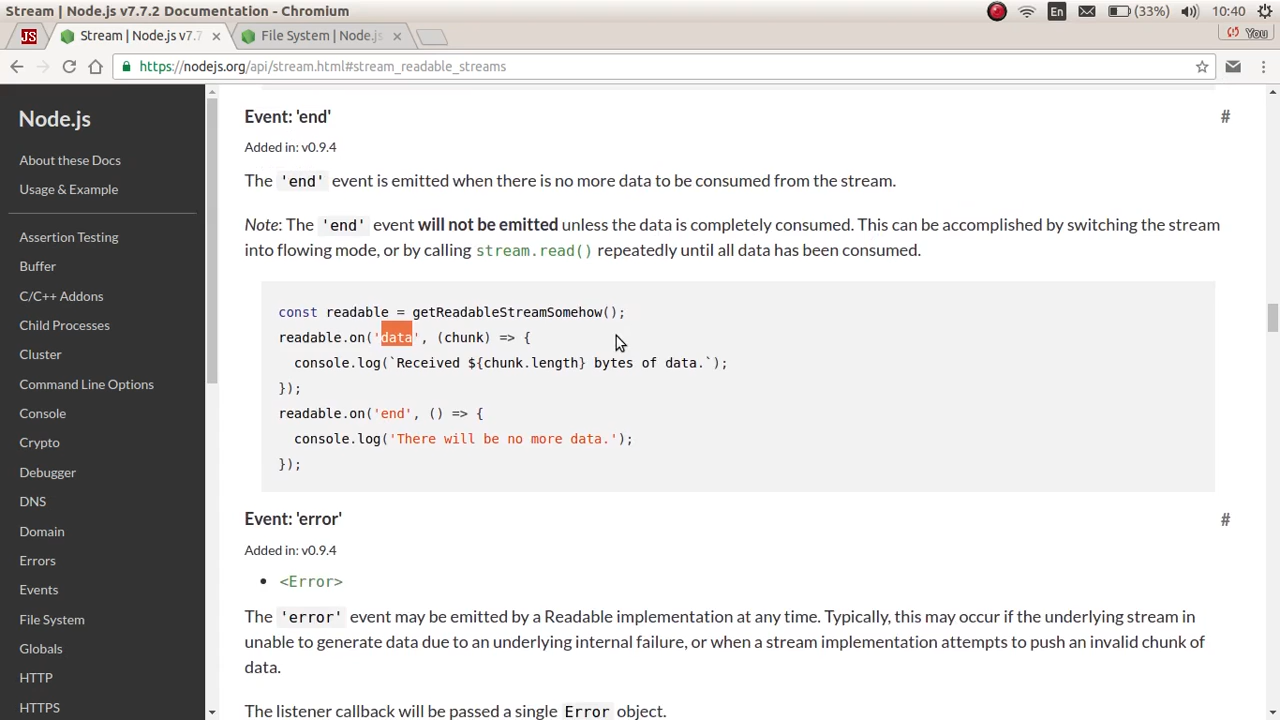 Stream | Node.js v7.7.2 Documentation - Chromium
En
(33%)
10:40
JS
Stream | Node.js v7.7
File System | Node.js
You
https://nodejs.org/api/stream.html#stream_readable_streams
Node.js
About these Docs
Usage & Example
Assertion Testing
Buffer
C/C++ Addons
Child Processes
Cluster
Command Line Options
Console
Crypto
Debugger
DNS
Domain
Errors
Events
File System
Globals
HTTP
HTTPS
Event: 'end'
#
Added in: v0.9.4
The 'end' event is emitted when there is no more data to be consumed from the stream.
Note: The 'end' event will not be emitted unless the data is completely consumed. This can be accomplished by switching the stream
into flowing mode, or by calling stream.read() repeatedly until all data has been consumed.
const readable = getReadableStreamSomehow();
readable.on('data', (chunk) => {
  console.log(`Received ${chunk.length} bytes of data.`);
});
readable.on('end', () => {
  console.log('There will be no more data.');
});
Event: 'error'
#
Added in: v0.9.4
• <Error>
The 'error' event may be emitted by a Readable implementation at any time. Typically, this may occur if the underlying stream in
unable to generate data due to an underlying internal failure, or when a stream implementation attempts to push an invalid chunk of
data.
The listener callback will be passed a single Error object.